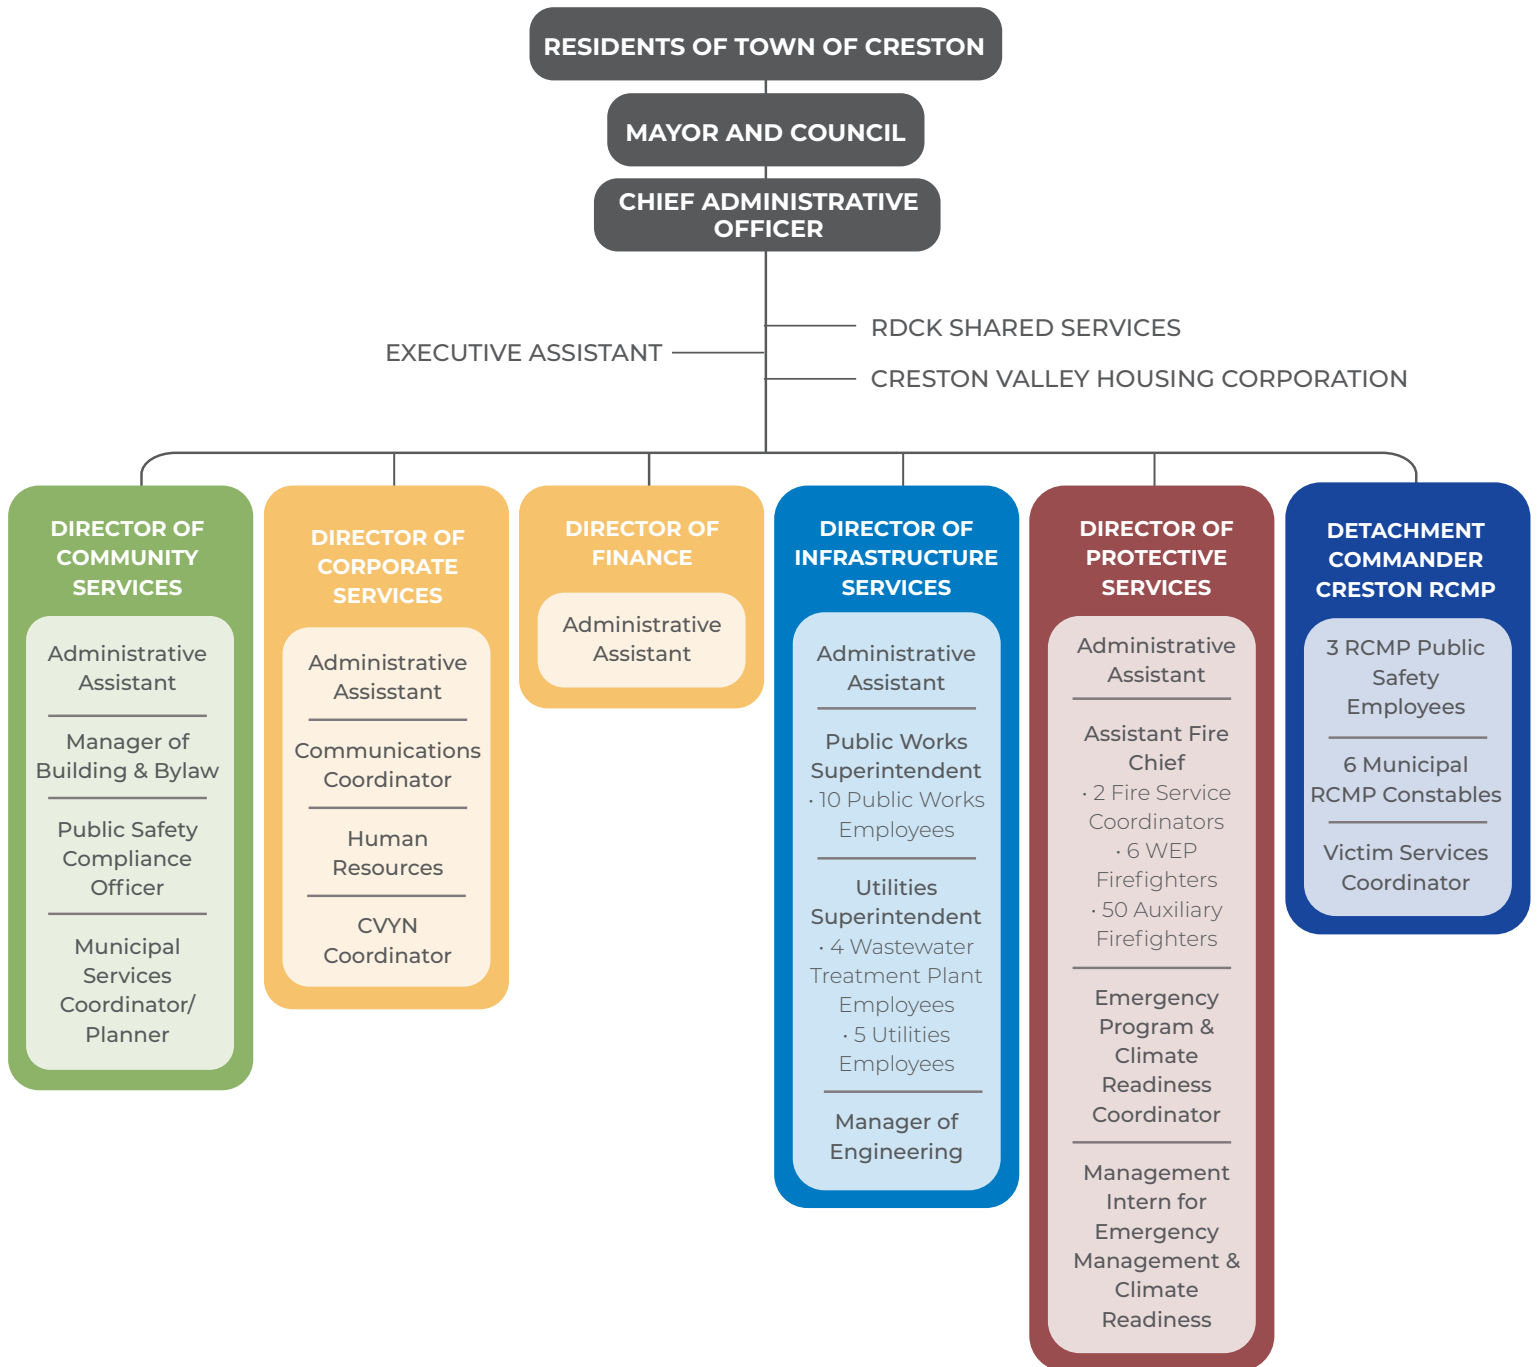 RESIDENTS OF TOWN OF CRESTON
MAYOR AND COUNCIL
CHIEF ADMINISTRATIVE
OFFICER
RDCK SHARED SERVICES
EXECUTIVE ASSISTANT
CRESTON VALLEY HOUSING CORPORATION
DIRECTOR OF
COMMUNITY
SERVICES
Administrative
Assistant
Manager of
Building & Bylaw
Public Safety
Compliance
Officer
Municipal
Services
Coordinator/
Planner
DIRECTOR OF
CORPORATE
SERVICES
Administrative
Assisstant
Communications
Coordinator
Human
Resources
CVYN
Coordinator
DIRECTOR OF
FINANCE
Administrative
Assistant
DIRECTOR OF
INFRASTRUCTURE
SERVICES
Administrative
Assistant
Public Works
Superintendent
· 10 Public Works
Employees
Utilities
Superintendent
· 4 Wastewater
Treatment Plant
Employees
· 5 Utilities
Employees
Manager of
Engineering
DIRECTOR OF
PROTECTIVE
SERVICES
Administrative
Assistant
Assistant Fire
Chief
· 2 Fire Service
Coordinators
· 6 WEP
Firefighters
· 50 Auxiliary
Firefighters
Emergency
Program &
Climate
Readiness
Coordinator
Management
Intern for
Emergency
Management &
Climate
Readiness
DETACHMENT
COMMANDER
CRESTON RCMP
3 RCMP Public
Safety
Employees
6 Municipal
RCMP Constables
Victim Services
Coordinator